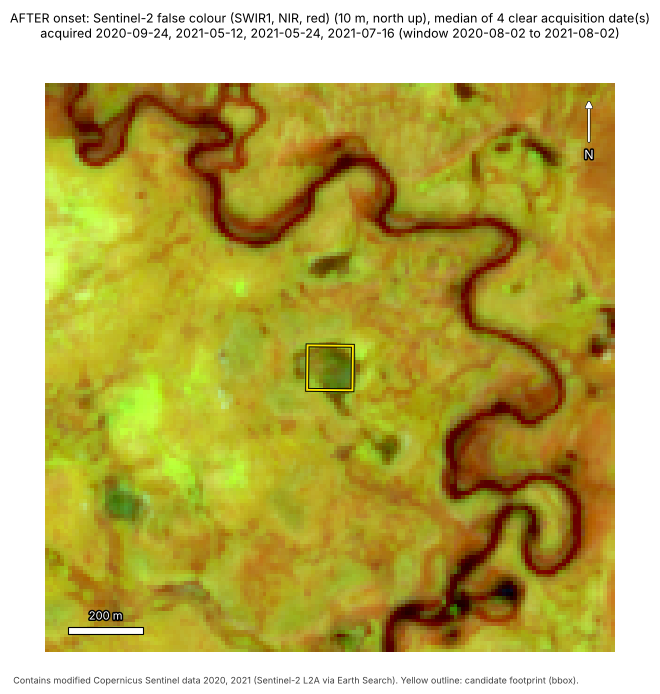 AFTER onset: Sentinel-2 false colour (SWIR1, NIR, red) (10 m, north up), median of 4 clear acquisition date(s)
acquired 2020-09-24, 2021-05-12, 2021-05-24, 2021-07-16 (window 2020-08-02 to 2021-08-02)
N
200 m
Contains modified Copernicus Sentinel data 2020, 2021 (Sentinel-2 L2A via Earth Search). Yellow outline: candidate footprint (bbox).